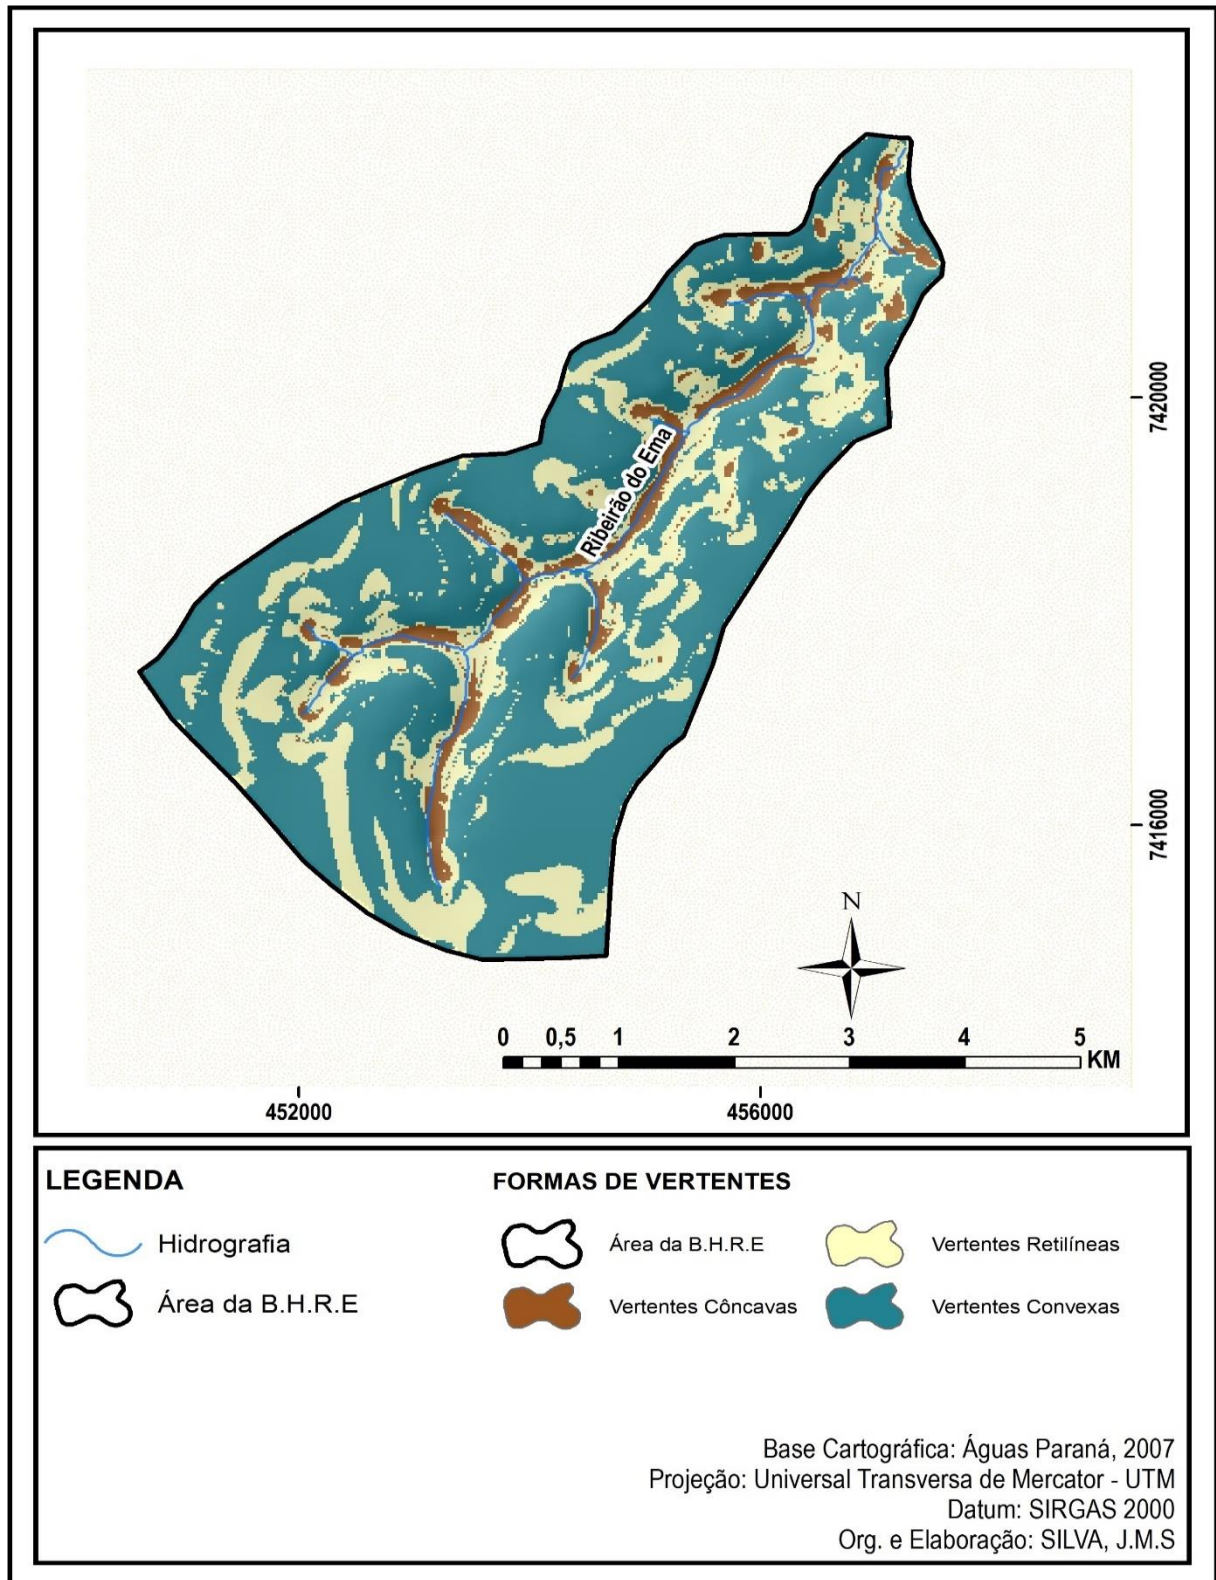 Ribeirão do Ema
7420000
7416000
N
0 0,5 1 2 3 4 5
KM
452000 456000
LEGENDA
Hidrografia
Área da B.H.R.E
FORMAS DE VERTENTES
Área da B.H.R.E
Vertentes Retilíneas
Vertentes Côncavas
Vertentes Convexas
Base Cartográfica: Águas Paraná, 2007
Projeção: Universal Transversa de Mercator - UTM
Datum: SIRGAS 2000
Org. e Elaboração: SILVA, J.M.S